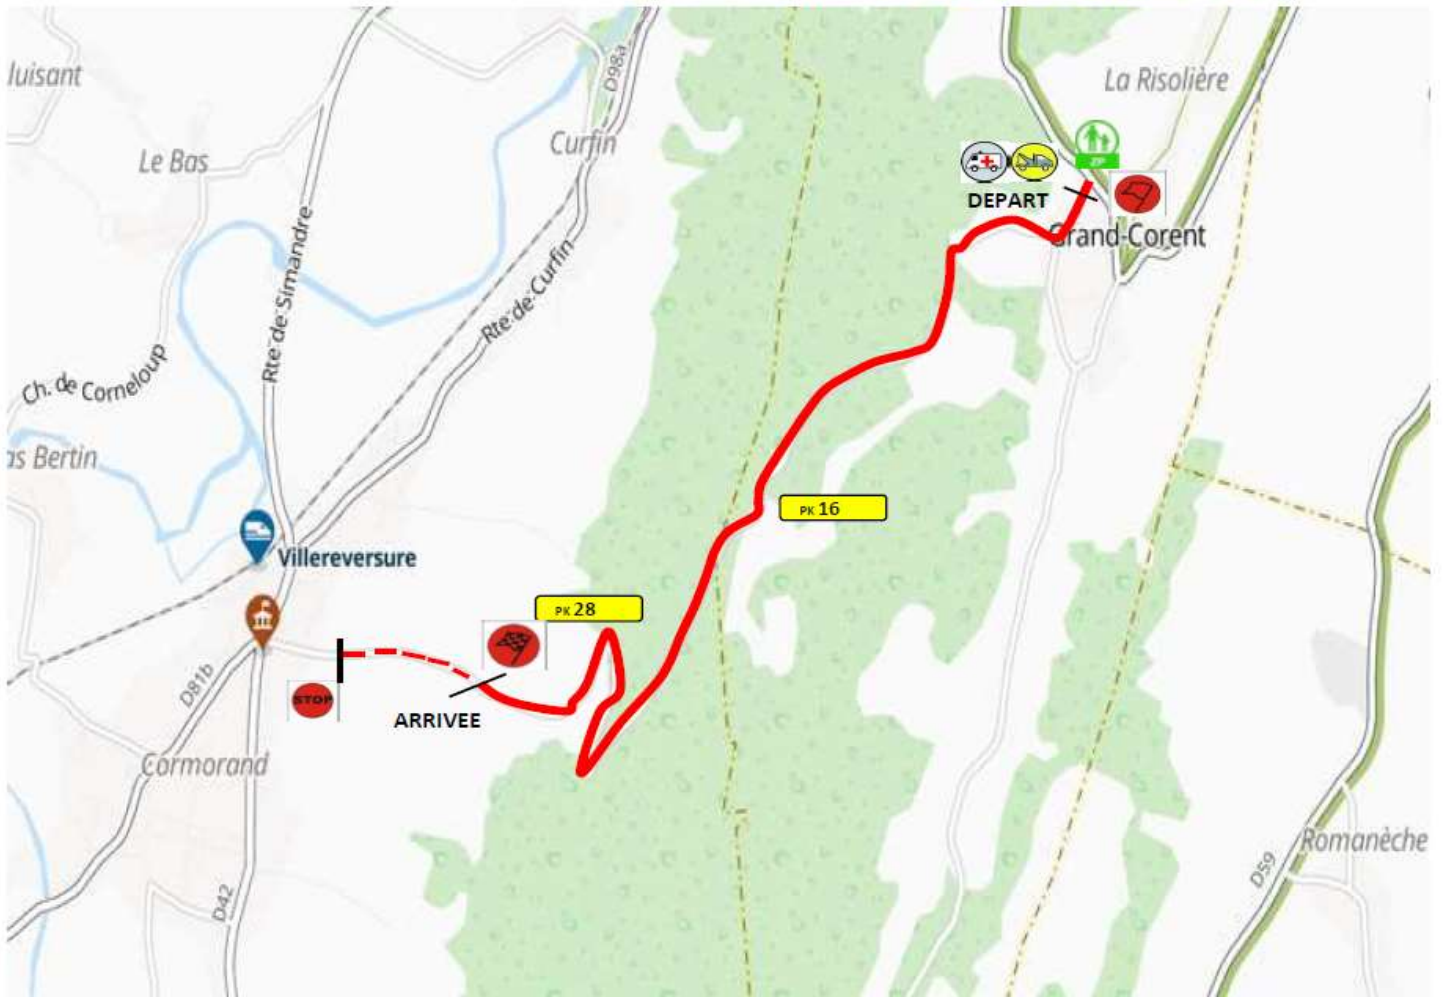 luisant
Le Bas
Curfin
D98a
La Risolière
ZP
DEPART
Grand-Corent
Rte de Simandre
Rte de Curfin
Ch. de Corneloup
as Bertin
PK 16
Villereversure
PK 28
D81b
STOP
ARRIVEE
Cormorand
D42
Romanèche
D59